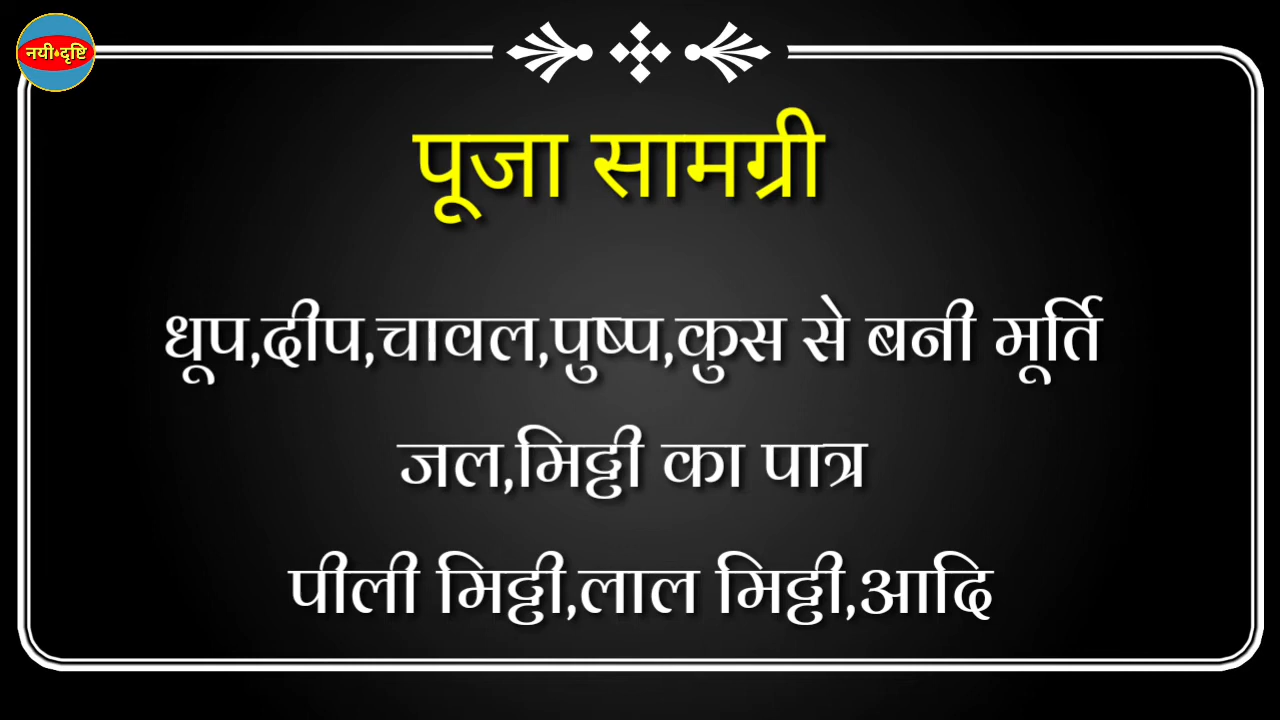 नयी दृष्टि
पूजा सामग्री
धूप,दीप,चावल,पुष्प,कुस से बनी मूर्ति
जल,मिट्टी का पात्र
पीली मिट्टी,लाल मिट्टी,आदि